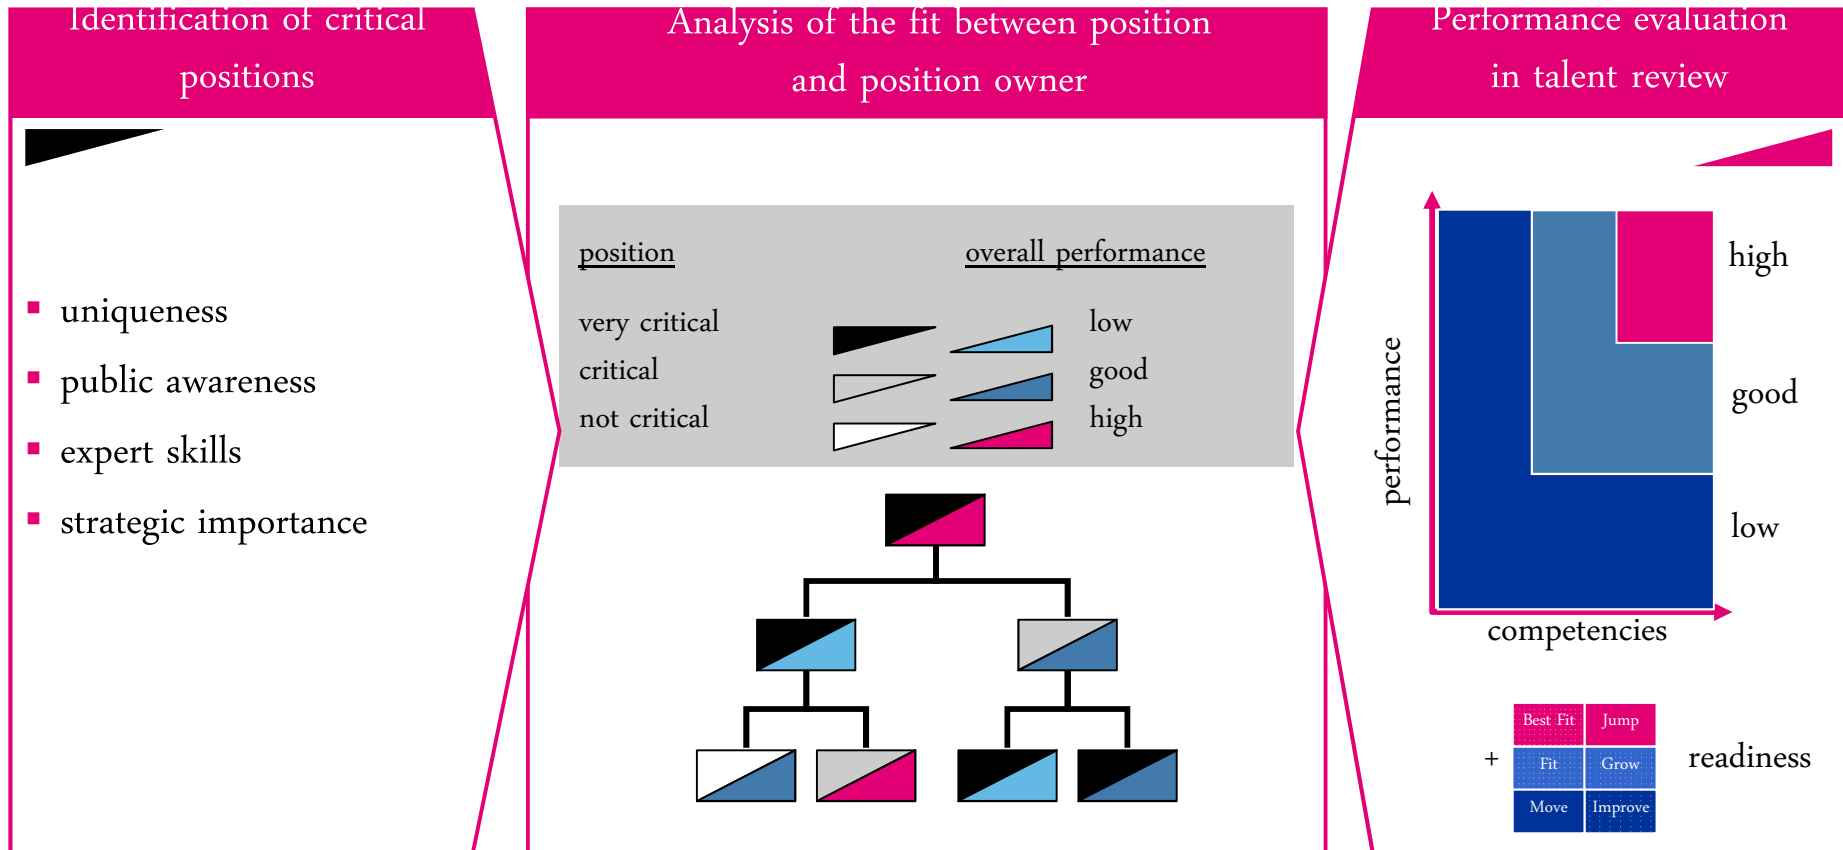 Identification of critical
positions
Analysis of the fit between position
and position owner
Performance evaluation
in talent review
▪ uniqueness
▪ public awareness
▪ expert skills
▪ strategic importance
position
overall performance
very critical
low
critical
good
not critical
high
performance
high
good
low
competencies
Best Fit
Jump
+
Fit
Grow
readiness
Move
Improve